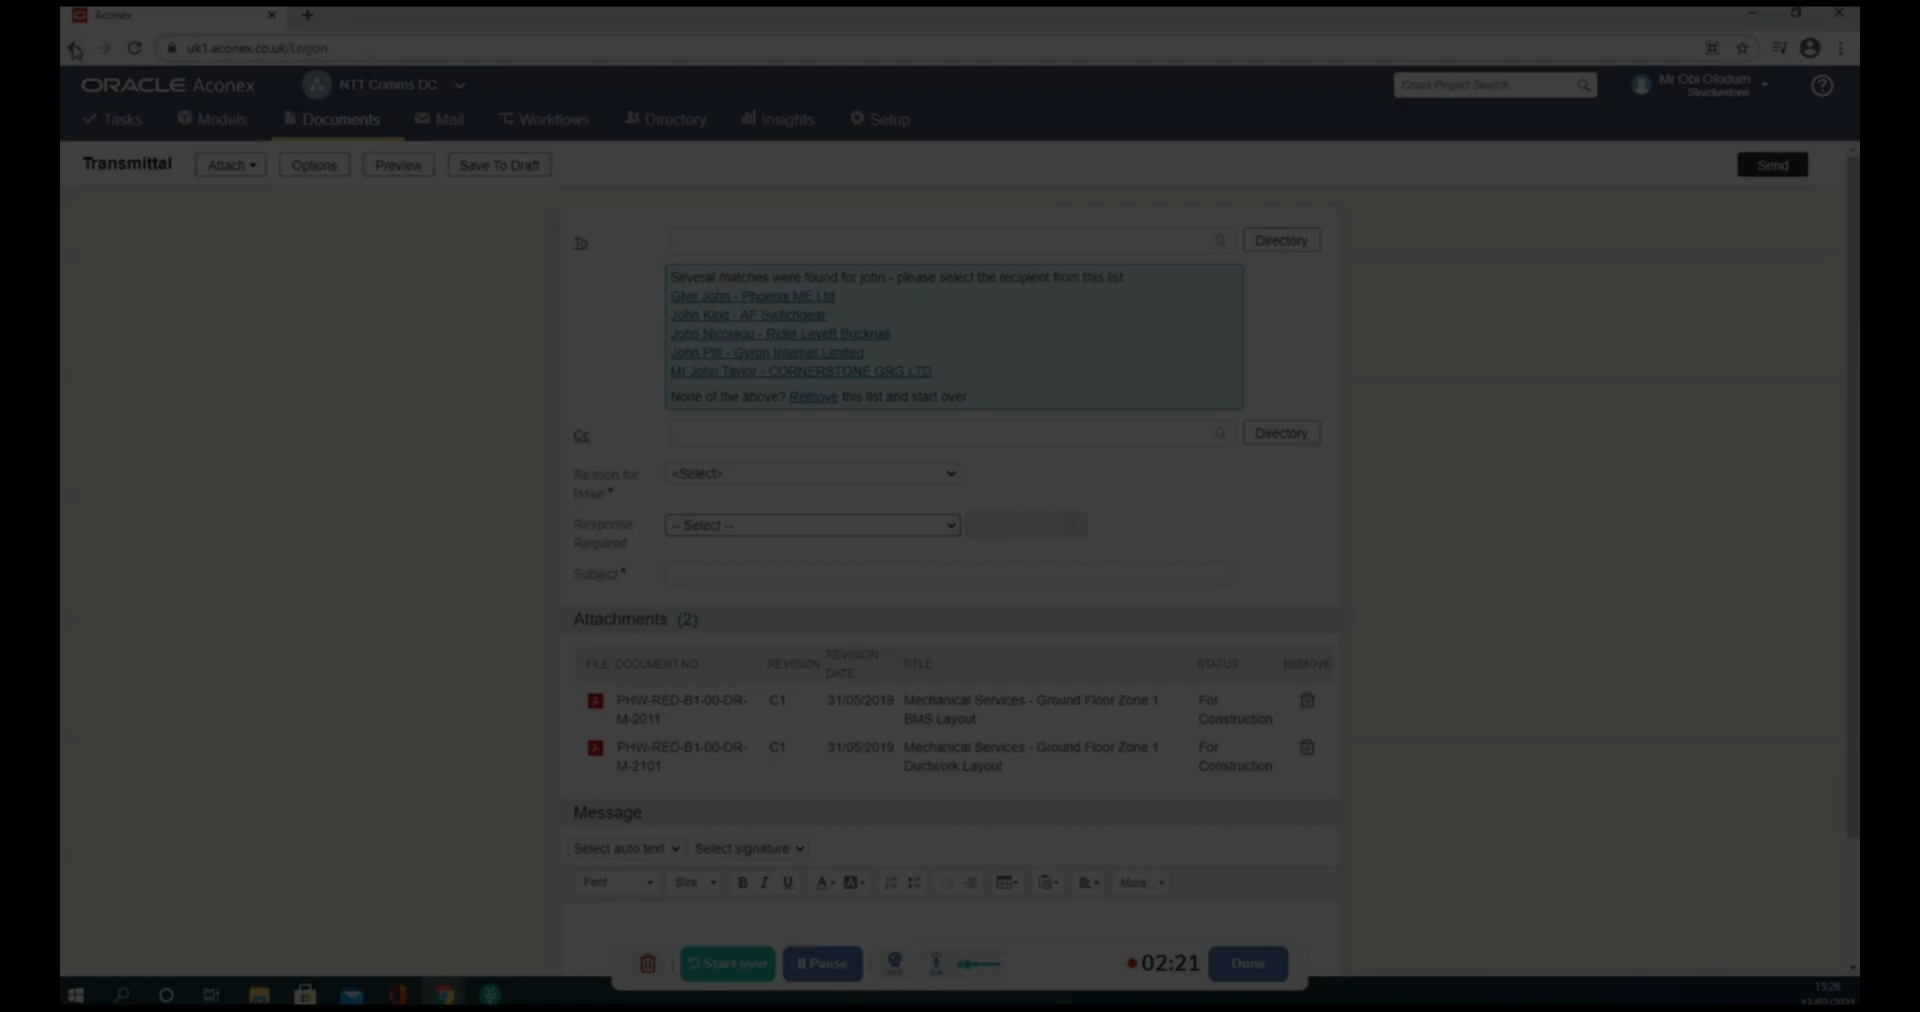 Aconex
uk1.aconex.co.uk/Logon
ORACLE Aconex
NTT Comms DC
Cross Project Search
Mr Obi Ofodum
Structuretone
Tasks
Models
Documents
Mail
Workflows
Directory
Insights
Setup
Transmittal
Attach
Options
Preview
Save To Draft
Send
To
Directory
Several matches were found for john - please select the recipient from this list
Glyn John - Phoenix ME Ltd
John King - AF Switchgear
John Nicolaou - Rider Levett Bucknall
John Pitt - Gyron Internet Limited
Mr John Taylor - CORNERSTONE GRG LTD
None of the above? Remove this list and start over
Cc
Directory
Reason for
Issue *
<Select>
Response
Required
-- Select --
Subject *
Attachments (2)
FILE DOCUMENT NO REVISION REVISION DATE TITLE STATUS REMOVE
PHW-RED-B1-00-DR- C1 31/05/2019 Mechanical Services - Ground Floor Zone 1 For
M-2011 BMS Layout Construction
PHW-RED-B1-00-DR- C1 31/05/2019 Mechanical Services - Ground Floor Zone 1 For
M-2101 Ductwork Layout Construction
Message
Select auto text
Select signature
Font
Size
B I U
A
A
More...
Start over
Pause
OFF
ON
02:21
Done
15:26